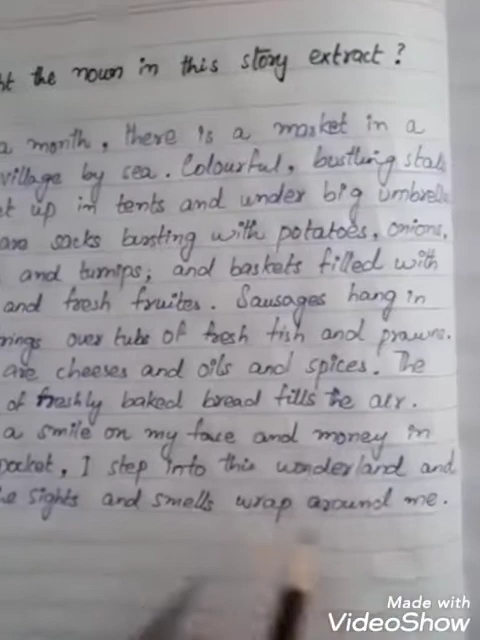 the noun in this story extract?
a month, there is a market in a
village by sea. Colourful, bustling stalls
up in tents and under big umbrella
are sacks bursting with potatoes, onions,
and turnips; and baskets filled with
and fresh fruites. Sausages hang in
over tubs of fresh fish and prawns.
are cheeses and oils and spices. The
of freshly baked bread fills the air.
a smile on my face and money in
pocket, I step into this wonderland and
sights and smells wrap around me.
Made with
VideoShow